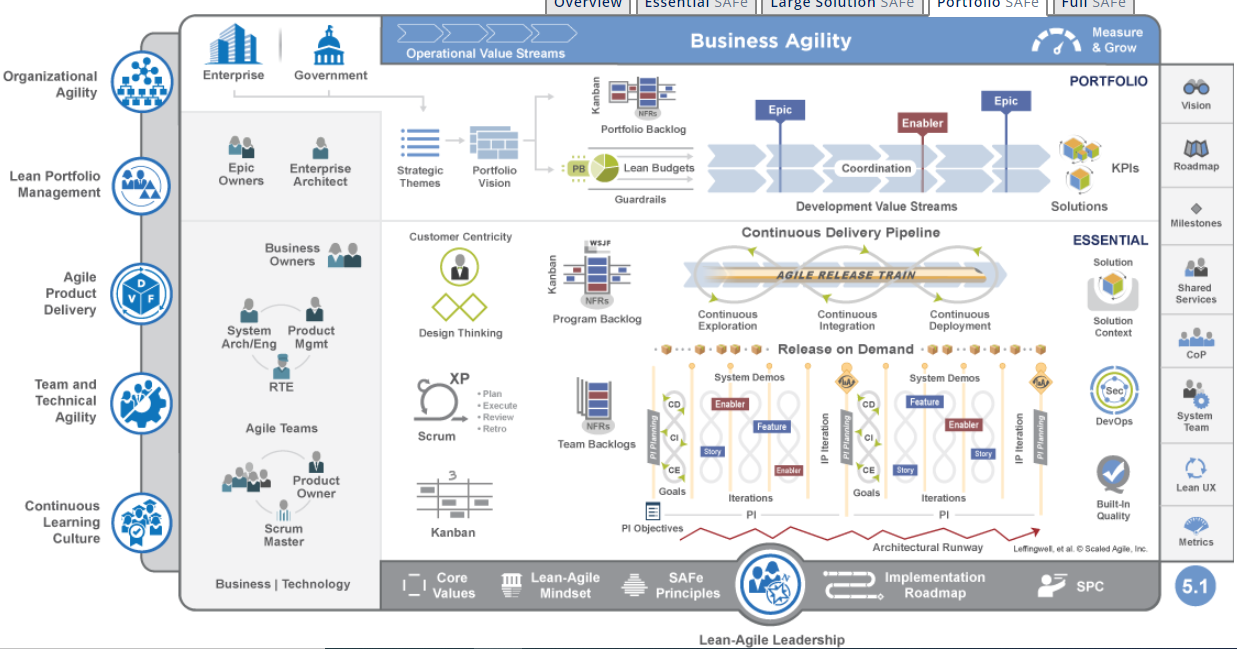 Overview
Essential SAFe
Large Solution SAFe
Portfolio SAFe
Full SAFe
Organizational
Agility
Lean Portfolio
Management
Agile
Product
Delivery
D
V F
Team and
Technical
Agility
Continuous
Learning
Culture
Enterprise
Government
Operational Value Streams
Business Agility
Measure
& Grow
Epic
Owners
Enterprise
Architect
Strategic
Themes
Portfolio
Vision
Kanban
NFRs
Portfolio Backlog
PB
Lean Budgets
Guardrails
PORTFOLIO
Epic
Enabler
Epic
Coordination
Development Value Streams
KPIs
Solutions
Business
Owners
System
Arch/Eng
Product
Mgmt
RTE
Agile Teams
Product
Owner
Scrum
Master
Business | Technology
Customer Centricity
Design Thinking
XP
Scrum
• Plan
• Execute
• Review
• Retro
3
Kanban
Kanban
WSJF
NFRs
Program Backlog
NFRs
Team Backlogs
Continuous Delivery Pipeline
AGILE RELEASE TRAIN
Continuous
Exploration
Continuous
Integration
Continuous
Deployment
Release on Demand
ESSENTIAL
Solution
Solution
Context
DevOps
Sec
Built-In
Quality
PI Planning
CD
CI
CE
Goals
System Demos
Enabler
Feature
Story
Enabler
Iterations
IP Iteration
I&A
PI Planning
CD
CI
CE
Goals
System Demos
Feature
Enabler
Story
Story
Iterations
IP Iteration
I&A
PI Planning
PI Objectives
PI
PI
Architectural Runway
Leffingwell, et al. © Scaled Agile, Inc.
Core
Values
Lean-Agile
Mindset
SAFe
Principles
Implementation
Roadmap
SPC
Lean-Agile Leadership
Vision
Roadmap
Milestones
Shared
Services
CoP
System
Team
Lean UX
Metrics
5.1